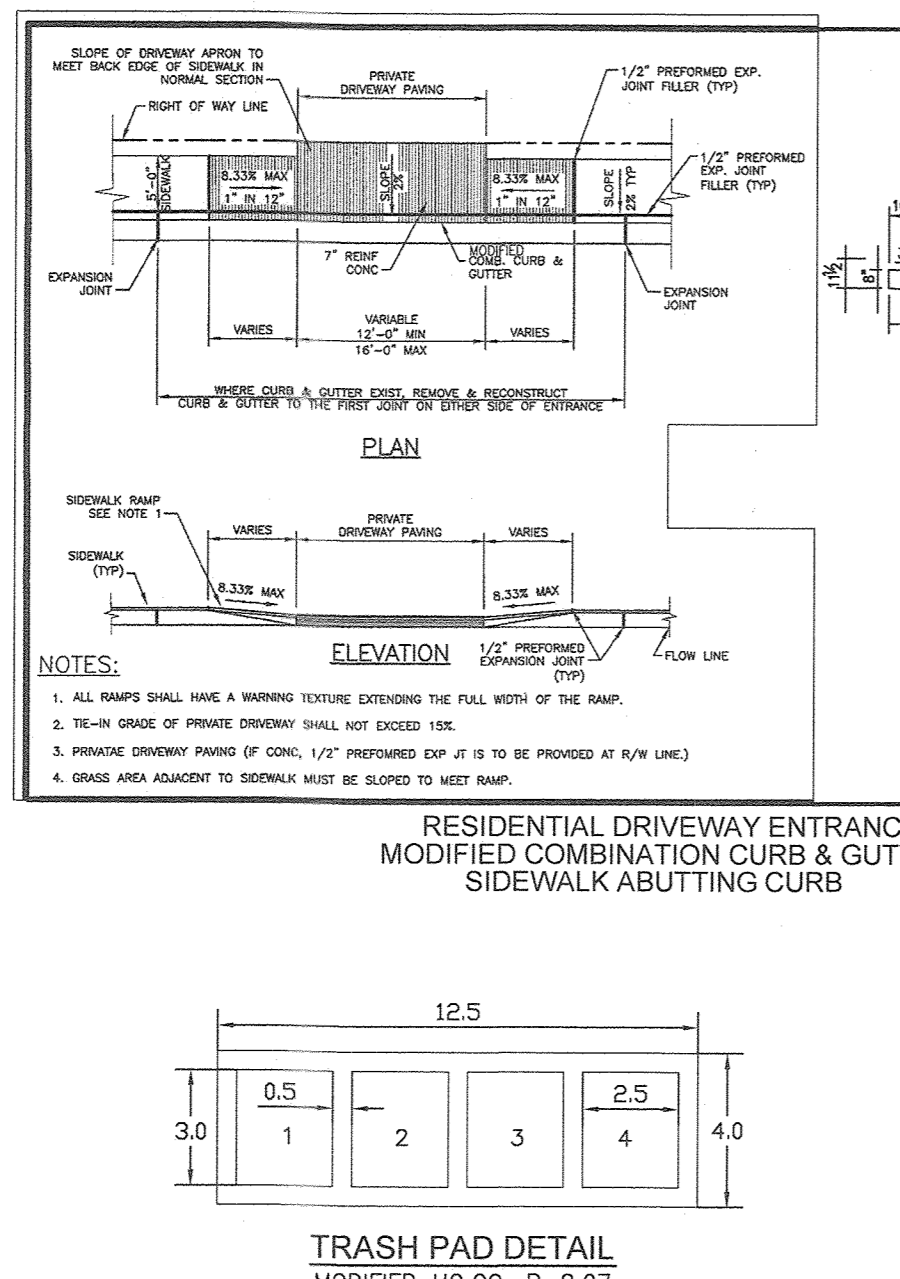 SLOPE OF DRIVEWAY APRON TO
MEET BACK EDGE OF SIDEWALK IN
NORMAL SECTION
RIGHT OF WAY LINE
PRIVATE
DRIVEWAY PAVING
1/2" PREFORMED EXP.
JOINT FILLER (TYP)
1/2" PREFORMED
EXP. JOINT
FILLER (TYP)
5'-0"
SIDEWALK
8.33% MAX
1" IN 12"
SLOPE
2%
8.33% MAX
1" IN 12"
SLOPE
2% TYP
EXPANSION
JOINT
7" REINF
CONC
MODIFIED
COMB. CURB &
GUTTER
EXPANSION
JOINT
11½
8"
VARIES
VARIABLE
12'-0" MIN
16'-0" MAX
VARIES
WHERE CURB & GUTTER EXIST, REMOVE & RECONSTRUCT
CURB & GUTTER TO THE FIRST JOINT ON EITHER SIDE OF ENTRANCE
PLAN
SIDEWALK RAMP
SEE NOTE 1
SIDEWALK
(TYP)
VARIES
PRIVATE
DRIVEWAY PAVING
VARIES
8.33% MAX
8.33% MAX
ELEVATION
1/2" PREFORMED
EXPANSION JOINT
(TYP)
FLOW LINE
NOTES:
1. ALL RAMPS SHALL HAVE A WARNING TEXTURE EXTENDING THE FULL WIDTH OF THE RAMP.
2. TIE-IN GRADE OF PRIVATE DRIVEWAY SHALL NOT EXCEED 15%.
3. PRIVATAE DRIVEWAY PAVING (IF CONC, 1/2" PREFOMRED EXP JT IS TO BE PROVIDED AT R/W LINE.)
4. GRASS AREA ADJACENT TO SIDEWALK MUST BE SLOPED TO MEET RAMP.
RESIDENTIAL DRIVEWAY ENTRANC
MODIFIED COMBINATION CURB & GUT
SIDEWALK ABUTTING CURB
12.5
0.5
2.5
3.0
1
2
3
4
4.0
TRASH PAD DETAIL
MODIFIED